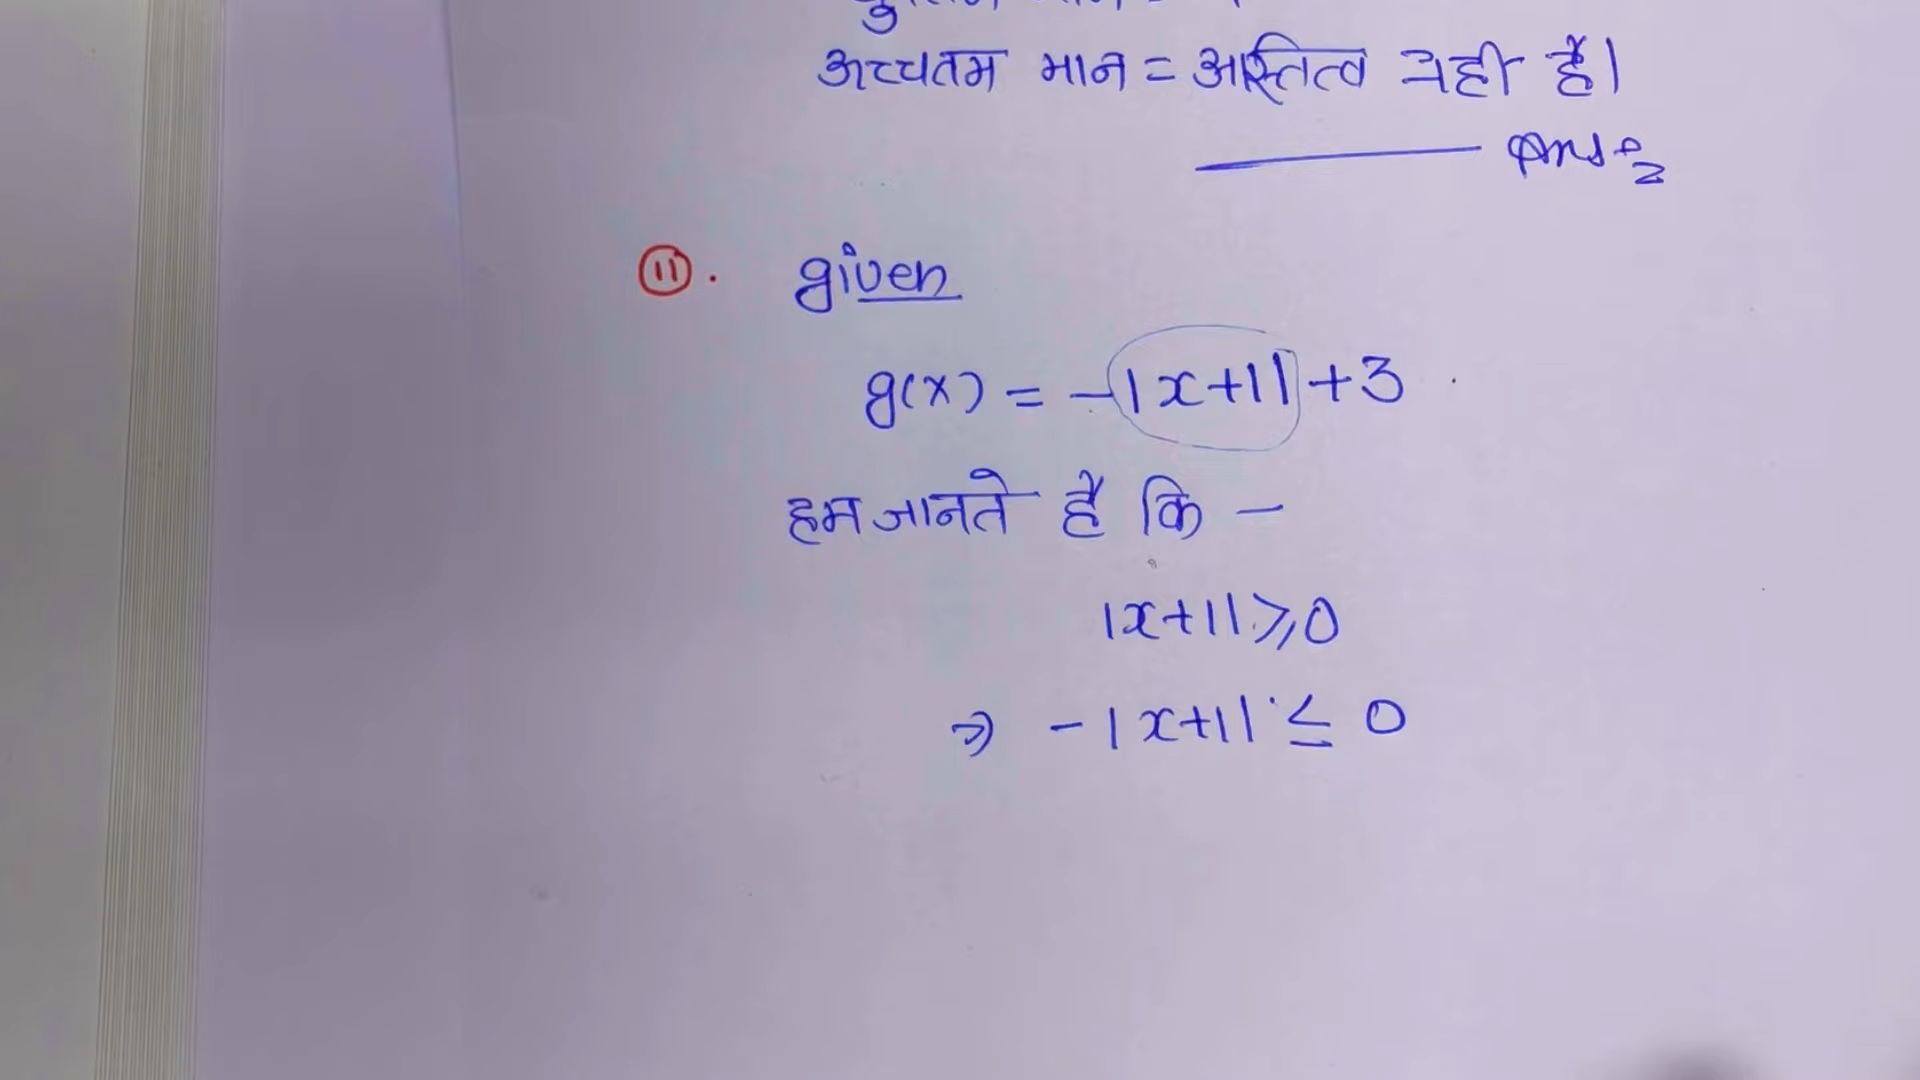 अच्चतम मान = अस्तित्व नही हैं।
Ans
(11). given
g(x) = -|x+1|+3
हम जानते हैं कि -
|x+1| ≥ 0
⇒ -|x+1| ≤ 0